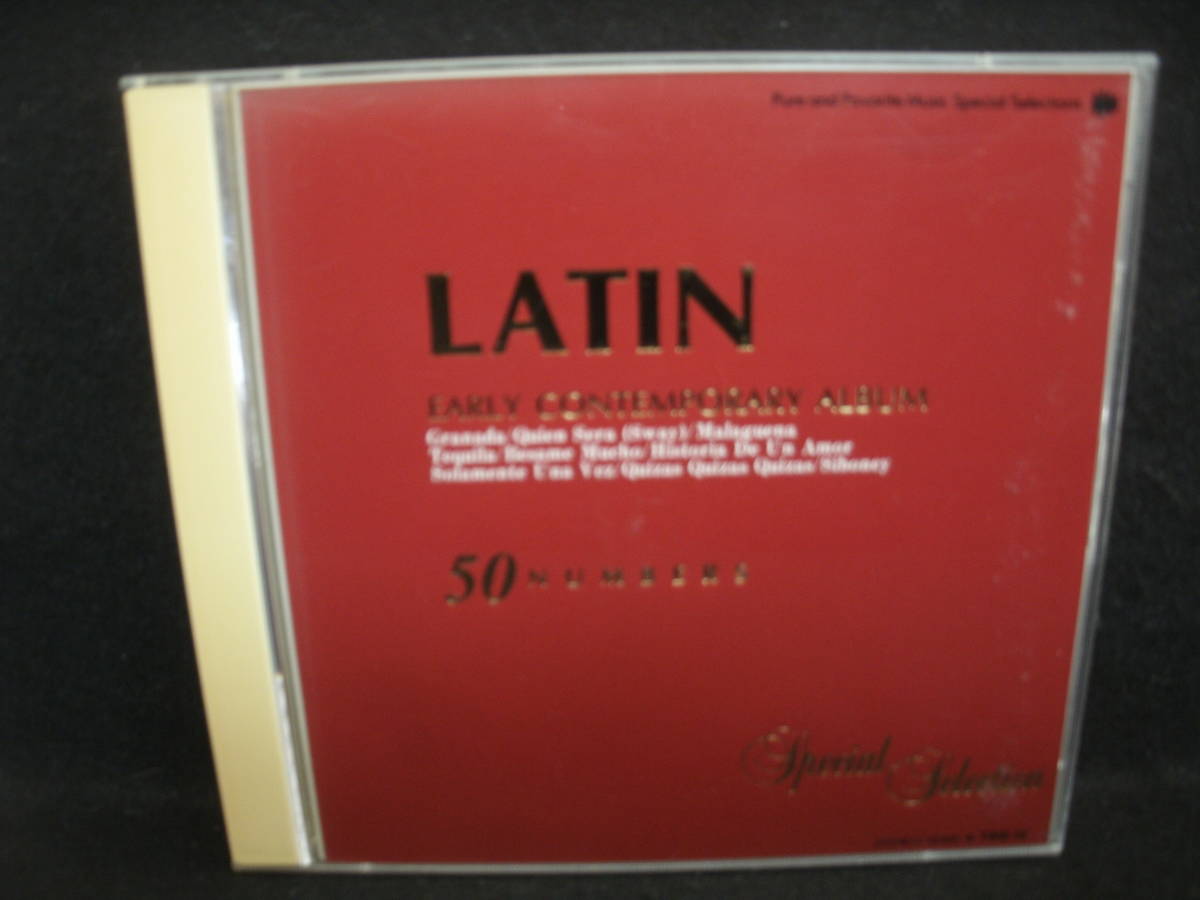 Pure and Favorite Music Special Selections
LATIN
EARLY CONTEMPORARY ALBUM
Granada/Quien Sera (Sway)/Malaguena
Tequila/Besame Mucho/Historia De Un Amor
Solamente Una Vez/Quizas Quizas Quizas/Siboney
50 NUMBERS
Special Selection